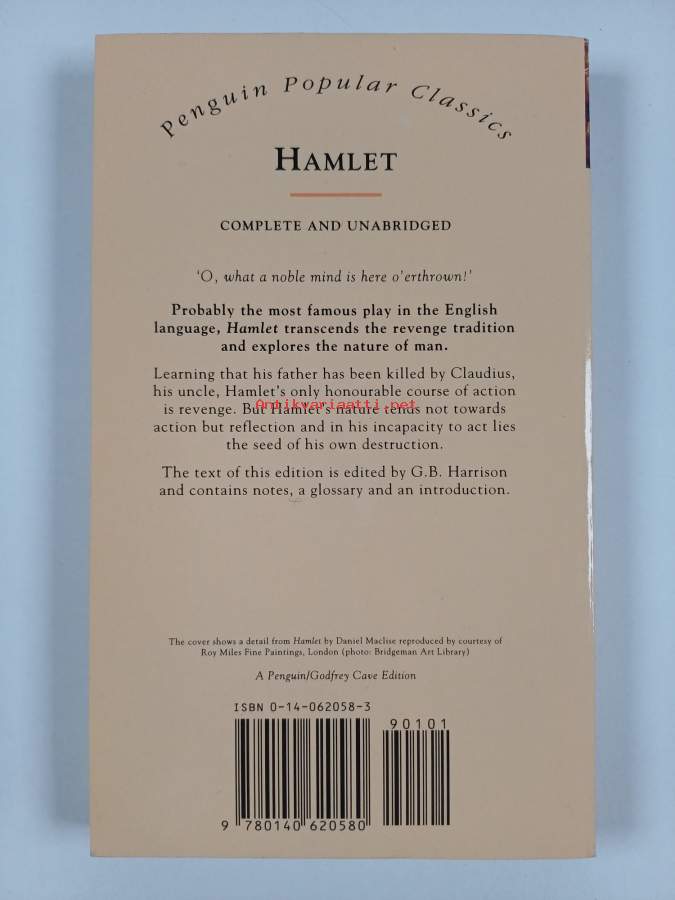 Penguin Popular Classics
HAMLET
COMPLETE AND UNABRIDGED
'O, what a noble mind is here o'erthrown!'
Probably the most famous play in the English
language, Hamlet transcends the revenge tradition
and explores the nature of man.
Learning that his father has been killed by Claudius,
his uncle, Hamlet's only honourable course of action
Antikvariaatti.net
is revenge. But Hamlet's nature tends not towards
action but reflection and in his incapacity to act lies
the seed of his own destruction.
The text of this edition is edited by G.B. Harrison
and contains notes, a glossary and an introduction.
The cover shows a detail from Hamlet by Daniel Maclise reproduced by courtesy of
Roy Miles Fine Paintings, London (photo: Bridgeman Art Library)
A Penguin/Godfrey Cave Edition
ISBN 0-14-062058-3
90101
9 780140 620580